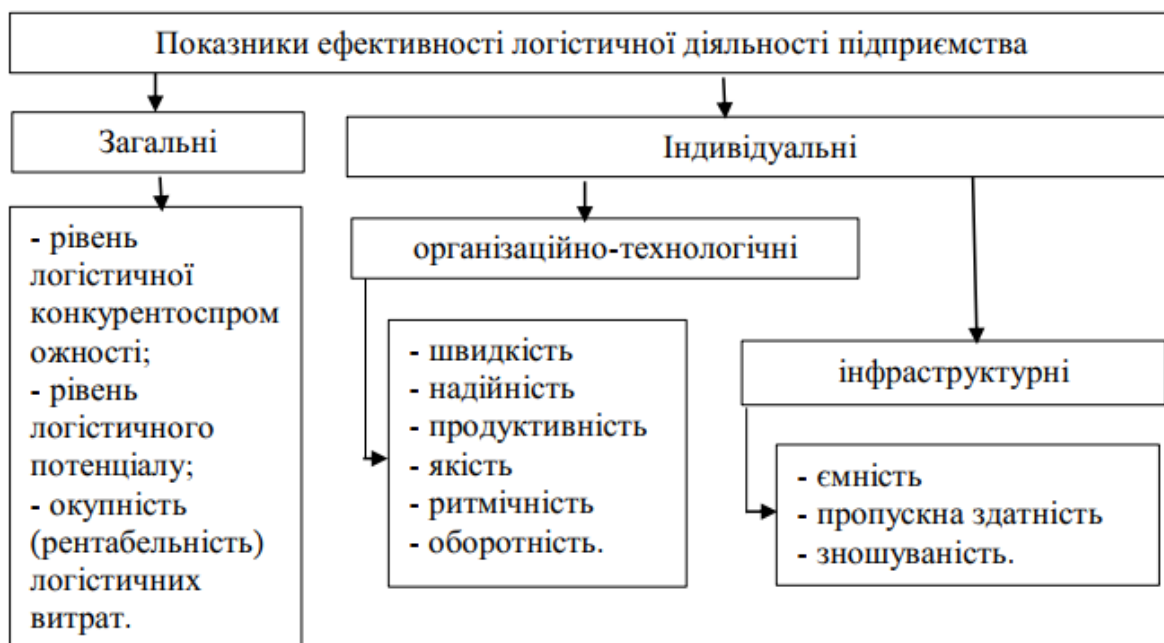 Показники ефективності логістичної діяльності підприємства
Загальні
- рівень
логістичної
конкурентоспром
ожності;
- рівень
логістичного
потенціалу;
- окупність
(рентабельність)
логістичних
витрат.
Індивідуальні
організаційно-технологічні
- швидкість
- надійність
- продуктивність
- якість
- ритмічність
- оборотність.
інфраструктурні
- ємність
- пропускна здатність
- зношуваність.